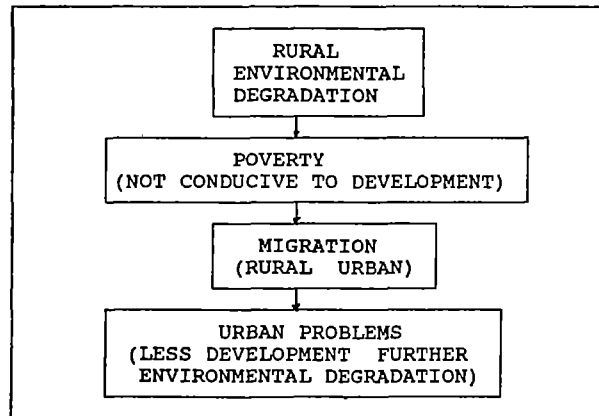 RURAL
ENVIRONMENTAL
DEGRADATION
POVERTY
(NOT CONDUCIVE TO DEVELOPMENT)
MIGRATION
(RURAL URBAN)
URBAN PROBLEMS
(LESS DEVELOPMENT FURTHER
ENVIRONMENTAL DEGRADATION)